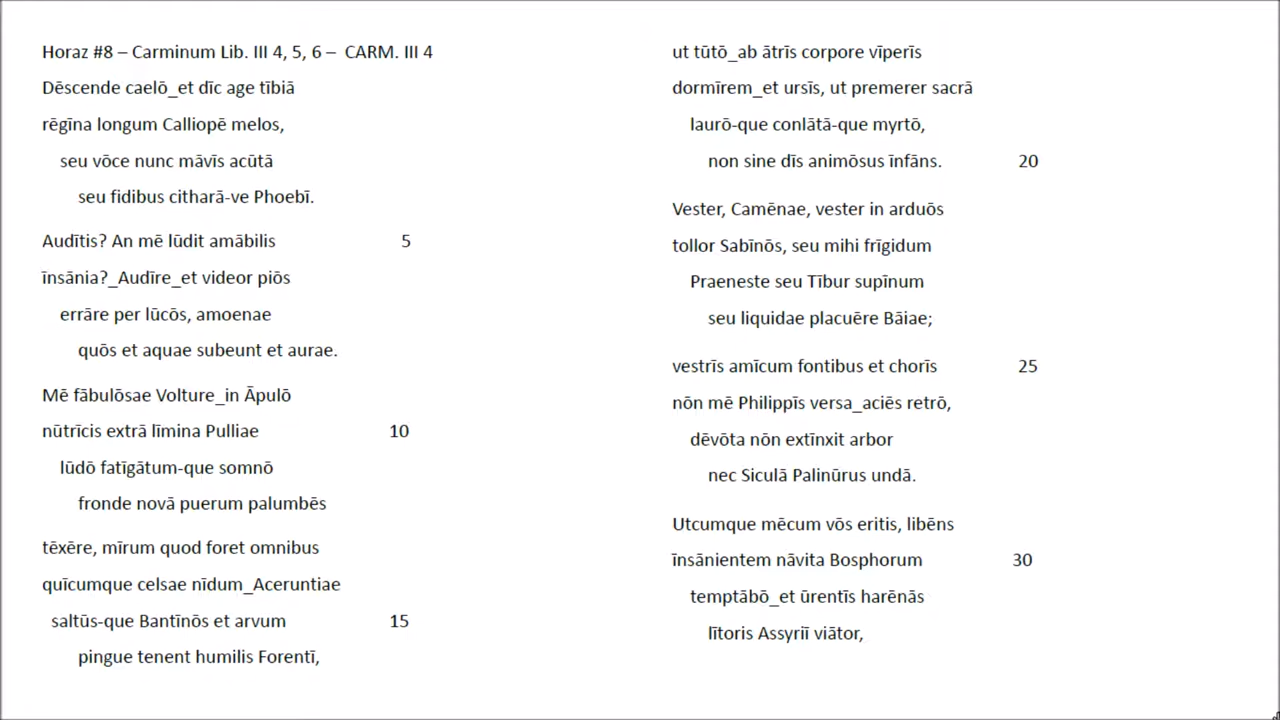 Horaz #8 – Carminum Lib. III 4, 5, 6 – CARM. III 4
Dēscende caelō_et dīc age tībiā
rēgīna longum Calliopē melos,
seu vōce nunc māvīs acūtā
seu fidibus citharā-ve Phoebī.
Audītis? An mē lūdit amābilis 5
īnsānia?_Audīre_et videor piōs
errāre per lūcōs, amoenae
quōs et aquae subeunt et aurae.
Mē fābulōsae Volture_in Āpulō
nūtrīcis extrā līmina Pulliae 10
lūdō fatīgātum-que somnō
fronde novā puerum palumbēs
tēxēre, mīrum quod foret omnibus
quīcumque celsae nīdum_Aceruntiae
saltūs-que Bantīnōs et arvum 15
pingue tenent humilis Forentī,
ut tūtō_ab ātrīs corpore vīperīs
dormīrem_et ursīs, ut premerer sacrā
laurō-que conlātā-que myrtō,
non sine dīs animōsus īnfāns. 20
Vester, Camēnae, vester in arduōs
tollor Sabīnōs, seu mihi frīgidum
Praeneste seu Tības supīnum
seu liquidae placuēre Bāiae;
vestrīs amīcum fontibus et chorīs 25
nōn mē Philippīs versa_aciēs retrō,
dēvōta nōn extīnxit arbor
nec Siculā Palinūrus undā.
Utcumque mēcum vōs eritis, libēns
īnsānientem nāvita Bosphorum 30
temptābō_et ūrentīs harēnās
lītoris Assyriī viātor,